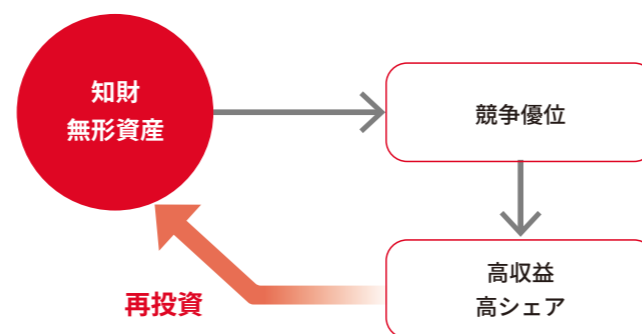 知財
無形資産
競争優位
高収益
高シェア
再投資